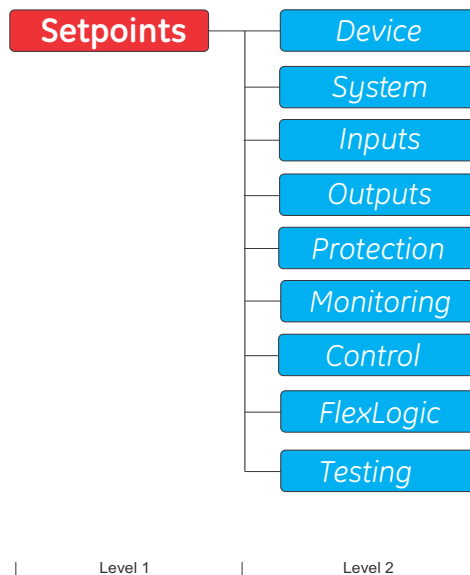 Setpoints
Device
System
Inputs
Outputs
Protection
Monitoring
Control
FlexLogic
Testing
| Level 1 | Level 2